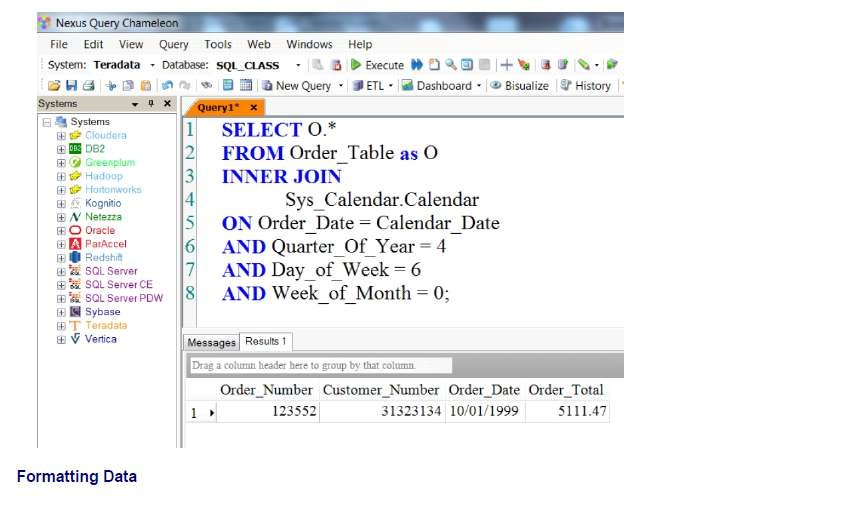 Nexus Query Chameleon
File Edit View Query Tools Web Windows Help
System: Teradata Database: SQL_CLASS Execute
New Query ETL Dashboard Bisualize History
Systems
Query1*
Systems
Cloudera
DB2
Greenplum
Hadoop
Hortonworks
Kognitio
Netezza
Oracle
ParAccel
Redshift
SQL Server
SQL Server CE
SQL Server PDW
Sybase
Teradata
Vertica
1 SELECT O.*
2 FROM Order_Table as O
3 INNER JOIN
4 Sys_Calendar.Calendar
5 ON Order_Date = Calendar_Date
6 AND Quarter_Of_Year = 4
7 AND Day_of_Week = 6
8 AND Week_of_Month = 0;
Messages Results 1
Drag a column header here to group by that column.
Order_Number Customer_Number Order_Date Order_Total
1 123552 31323134 10/01/1999 5111.47
Formatting Data